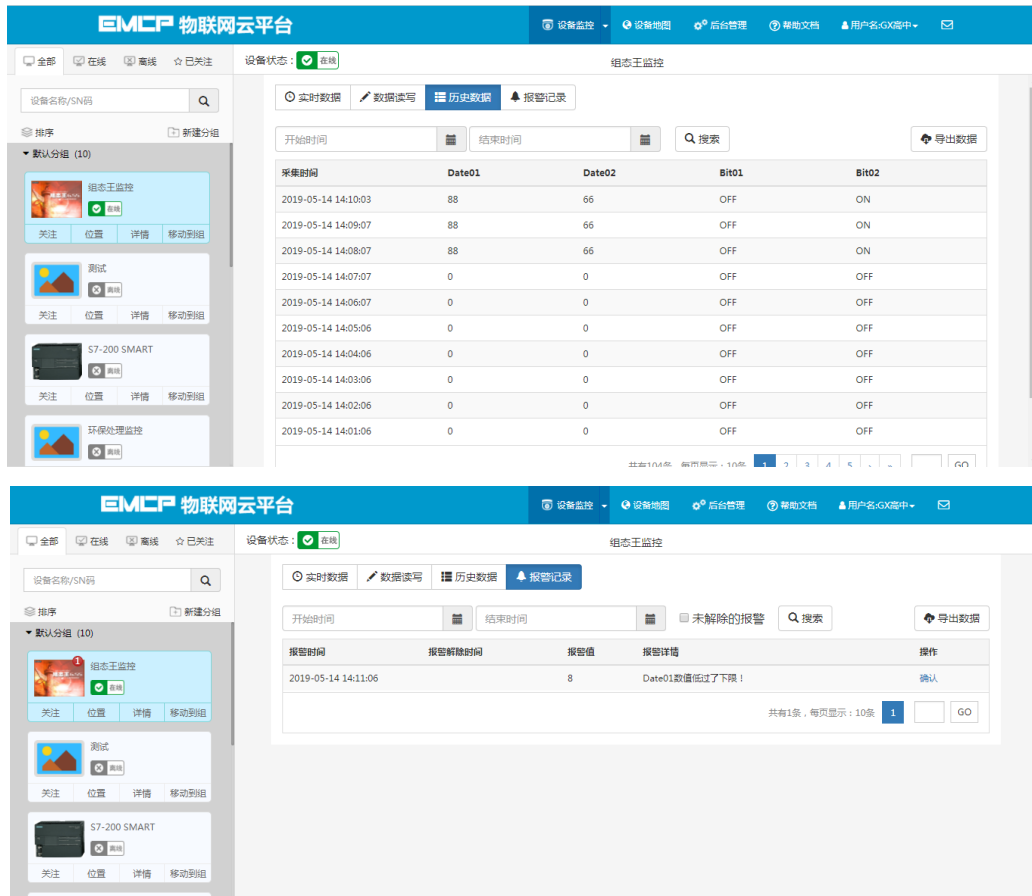 EMCP 物联网云平台
设备监控 设备地图 后台管理 帮助文档 用户名:GX高中
全部 在线 离线 已关注
设备状态： 在线 组态王监控
实时数据 数据读写 历史数据 报警记录
设备名称/SN码
开始时间 结束时间 搜索 导出数据
排序 新建分组
默认分组 (10)
采集时间 Date01 Date02 Bit01 Bit02
2019-05-14 14:10:03 88 66 OFF ON
2019-05-14 14:09:07 88 66 OFF ON
2019-05-14 14:08:07 88 66 OFF ON
2019-05-14 14:07:07 0 0 OFF OFF
2019-05-14 14:06:07 0 0 OFF OFF
2019-05-14 14:05:06 0 0 OFF OFF
2019-05-14 14:04:06 0 0 OFF OFF
2019-05-14 14:03:06 0 0 OFF OFF
2019-05-14 14:02:06 0 0 OFF OFF
2019-05-14 14:01:06 0 0 OFF OFF
共有104条 每页显示：10条 1 2 3 4 5 › » GO
组态王监控
在线
关注 位置 详情 移动到组
测试
离线
关注 位置 详情 移动到组
S7-200 SMART
离线
关注 位置 详情 移动到组
环保处理监控
离线
EMCP 物联网云平台
设备监控 设备地图 后台管理 帮助文档 用户名:GX高中
全部 在线 离线 已关注
设备状态： 在线 组态王监控
实时数据 数据读写 历史数据 报警记录
设备名称/SN码
开始时间 结束时间 未解除的报警 搜索 导出数据
排序 新建分组
默认分组 (10)
报警时间 报警解除时间 报警值 报警详情 操作
2019-05-14 14:11:06 8 Date01数值低过了下限！ 确认
共有1条，每页显示：10条 1 GO
1
组态王监控
在线
关注 位置 详情 移动到组
测试
离线
关注 位置 详情 移动到组
S7-200 SMART
离线
关注 位置 详情 移动到组